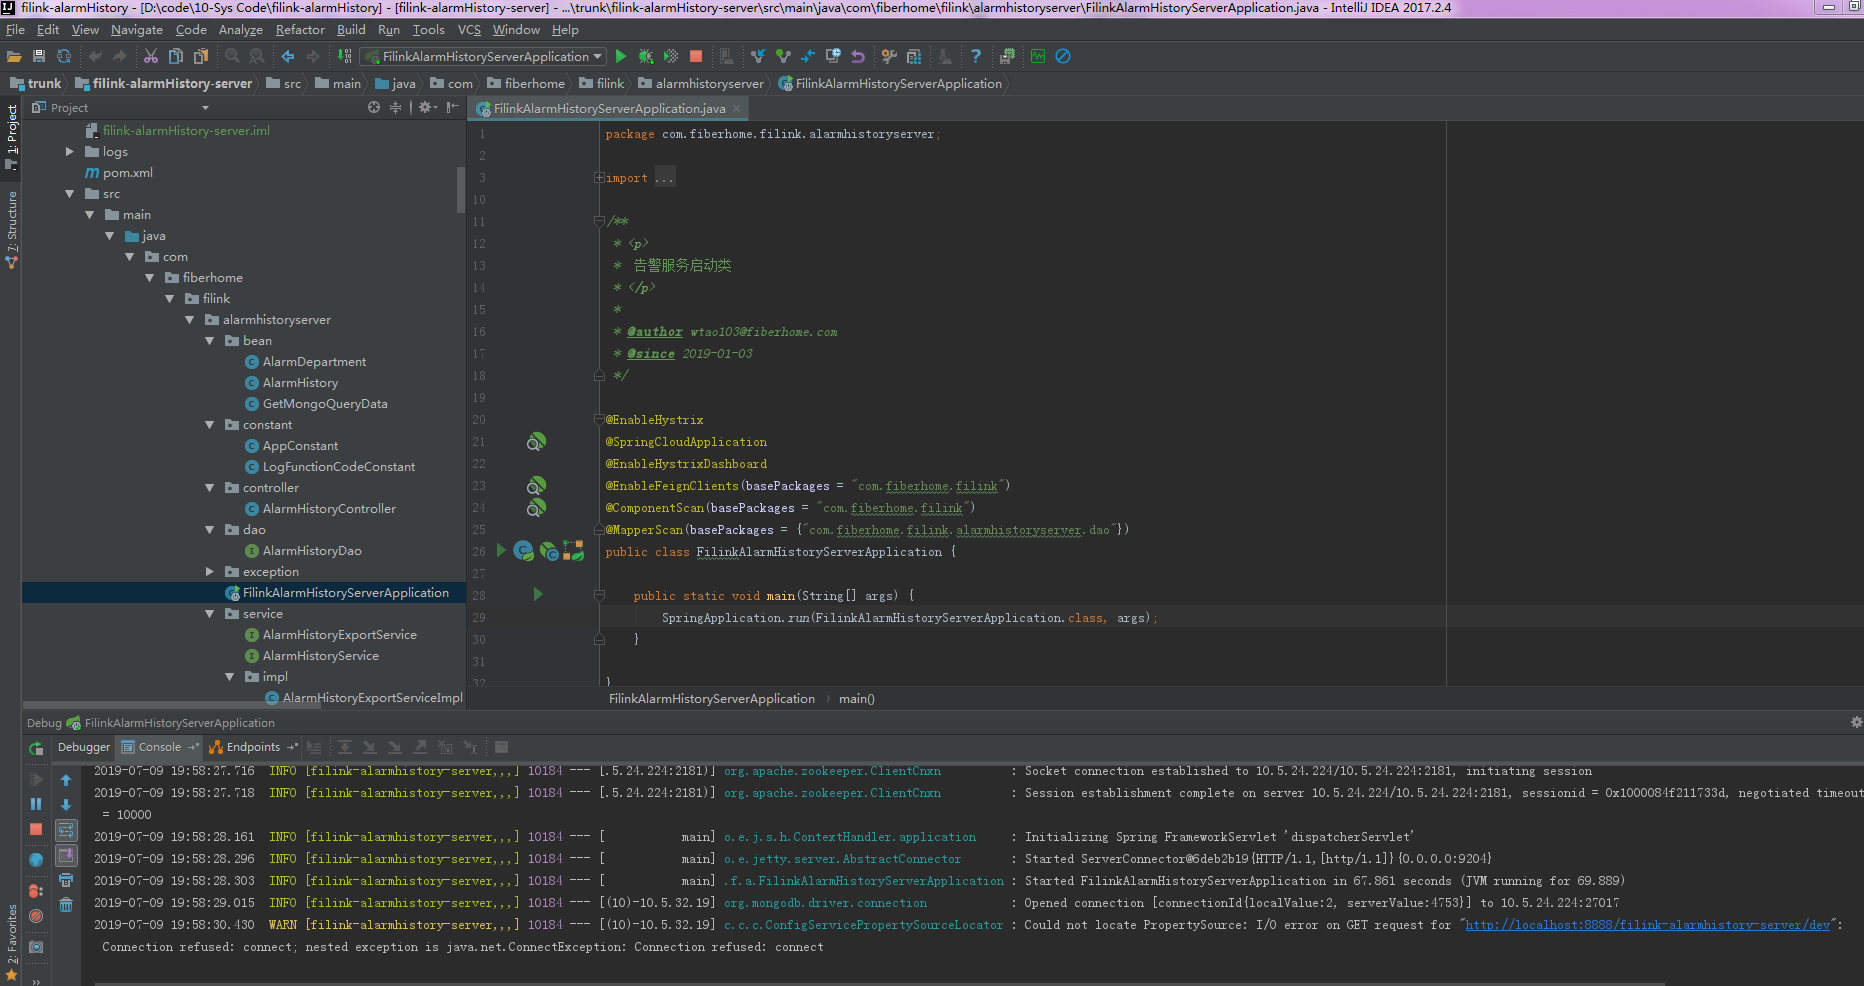 filink-alarmHistory - [D:\code\10-Sys Code\filink-alarmHistory] - [filink-alarmHistory-server] - ...\trunk\filink-alarmHistory-server\src\main\java\com\fiberhome\filink\alarmhistoryserver\FilinkAlarmHistoryServerApplication.java - IntelliJ IDEA 2017.2.4
File Edit View Navigate Code Analyze Refactor Build Run Tools VCS Window Help
FilinkAlarmHistoryServerApplication
trunk filink-alarmHistory-server src main java com fiberhome filink alarmhistoryserver FilinkAlarmHistoryServerApplication
1: Project
7: Structure
2: Favorites
Project
filink-alarmHistory-server.iml
logs
pom.xml
src
main
java
com
fiberhome
filink
alarmhistoryserver
bean
AlarmDepartment
AlarmHistory
GetMongoQueryData
constant
AppConstant
LogFunctionCodeConstant
controller
AlarmHistoryController
dao
AlarmHistoryDao
exception
FilinkAlarmHistoryServerApplication
service
AlarmHistoryExportService
AlarmHistoryService
impl
AlarmHistoryExportServiceImpl
FilinkAlarmHistoryServerApplication.java
1 package com.fiberhome.filink.alarmhistoryserver;
2
3 import ...
10
11 /**
12 * <p>
13 * 告警服务启动类
14 * </p>
15 *
16 * @author wtao103@fiberhome.com
17 * @since 2019-01-03
18 */
19
20 @EnableHystrix
21 @SpringCloudApplication
22 @EnableHystrixDashboard
23 @EnableFeignClients(basePackages = "com.fiberhome.filink")
24 @ComponentScan(basePackages = "com.fiberhome.filink")
25 @MapperScan(basePackages = {"com.fiberhome.filink.alarmhistoryserver.dao"})
26 public class FilinkAlarmHistoryServerApplication {
27
28 public static void main(String[] args) {
29 SpringApplication.run(FilinkAlarmHistoryServerApplication.class, args);
30 }
31
32 }
FilinkAlarmHistoryServerApplication › main()
Debug FilinkAlarmHistoryServerApplication
Debugger Console Endpoints
2019-07-09 19:58:27.716 INFO [filink-alarmhistory-server,,,] 10184 --- [.5.24.224:2181)] org.apache.zookeeper.ClientCnxn : Socket connection established to 10.5.24.224/10.5.24.224:2181, initiating session
2019-07-09 19:58:27.718 INFO [filink-alarmhistory-server,,,] 10184 --- [.5.24.224:2181)] org.apache.zookeeper.ClientCnxn : Session establishment complete on server 10.5.24.224/10.5.24.224:2181, sessionid = 0x1000084f211733d, negotiated timeout
= 10000
2019-07-09 19:58:28.161 INFO [filink-alarmhistory-server,,,] 10184 --- [ main] o.e.j.s.h.ContextHandler.application : Initializing Spring FrameworkServlet 'dispatcherServlet'
2019-07-09 19:58:28.296 INFO [filink-alarmhistory-server,,,] 10184 --- [ main] o.e.jetty.server.AbstractConnector : Started ServerConnector@6deb2b19{HTTP/1.1,[http/1.1]}{0.0.0.0:9204}
2019-07-09 19:58:28.303 INFO [filink-alarmhistory-server,,,] 10184 --- [ main] .f.a.FilinkAlarmHistoryServerApplication : Started FilinkAlarmHistoryServerApplication in 67.861 seconds (JVM running for 69.889)
2019-07-09 19:58:29.015 INFO [filink-alarmhistory-server,,,] 10184 --- [(10)-10.5.32.19] org.mongodb.driver.connection : Opened connection [connectionId{localValue:2, serverValue:4753}] to 10.5.24.224:27017
2019-07-09 19:58:30.430 WARN [filink-alarmhistory-server,,,] 10184 --- [(10)-10.5.32.19] c.c.c.ConfigServicePropertySourceLocator : Could not locate PropertySource: I/O error on GET request for "http://localhost:8888/filink-alarmhistory-server/dev":
Connection refused: connect; nested exception is java.net.ConnectException: Connection refused: connect